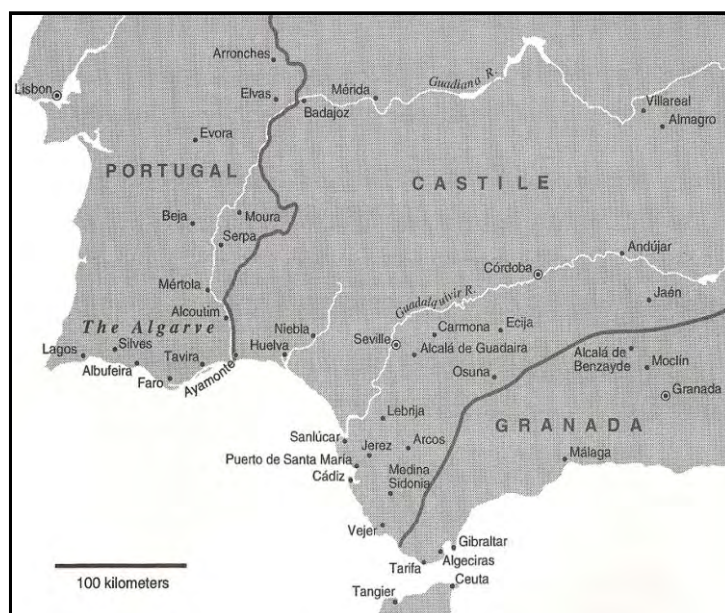 Arronches
Lisbon
Elvas
Badajoz
Mérida
Guadiana R.
Villareal
Almagro
Evora
PORTUGAL
CASTILE
Beja
Moura
Serpa
Andújar
Córdoba
Mértola
Guadalquivir R.
Jaén
Alcoutim
The Algarve
Niebla
Carmona
Ecija
Seville
Lagos
Silves
Tavira
Huelva
Alcalá de Guadaira
Alcalá de
Benzayde
Moclín
Albufeira
Faro
Ayamonte
Osuna
Granada
Lebrija
GRANADA
Sanlúcar
Jerez
Arcos
Málaga
Puerto de Santa María
Cádiz
Medina
Sidonia
Vejer
Gibraltar
Algeciras
Tarifa
Ceuta
Tangier
100 kilometers